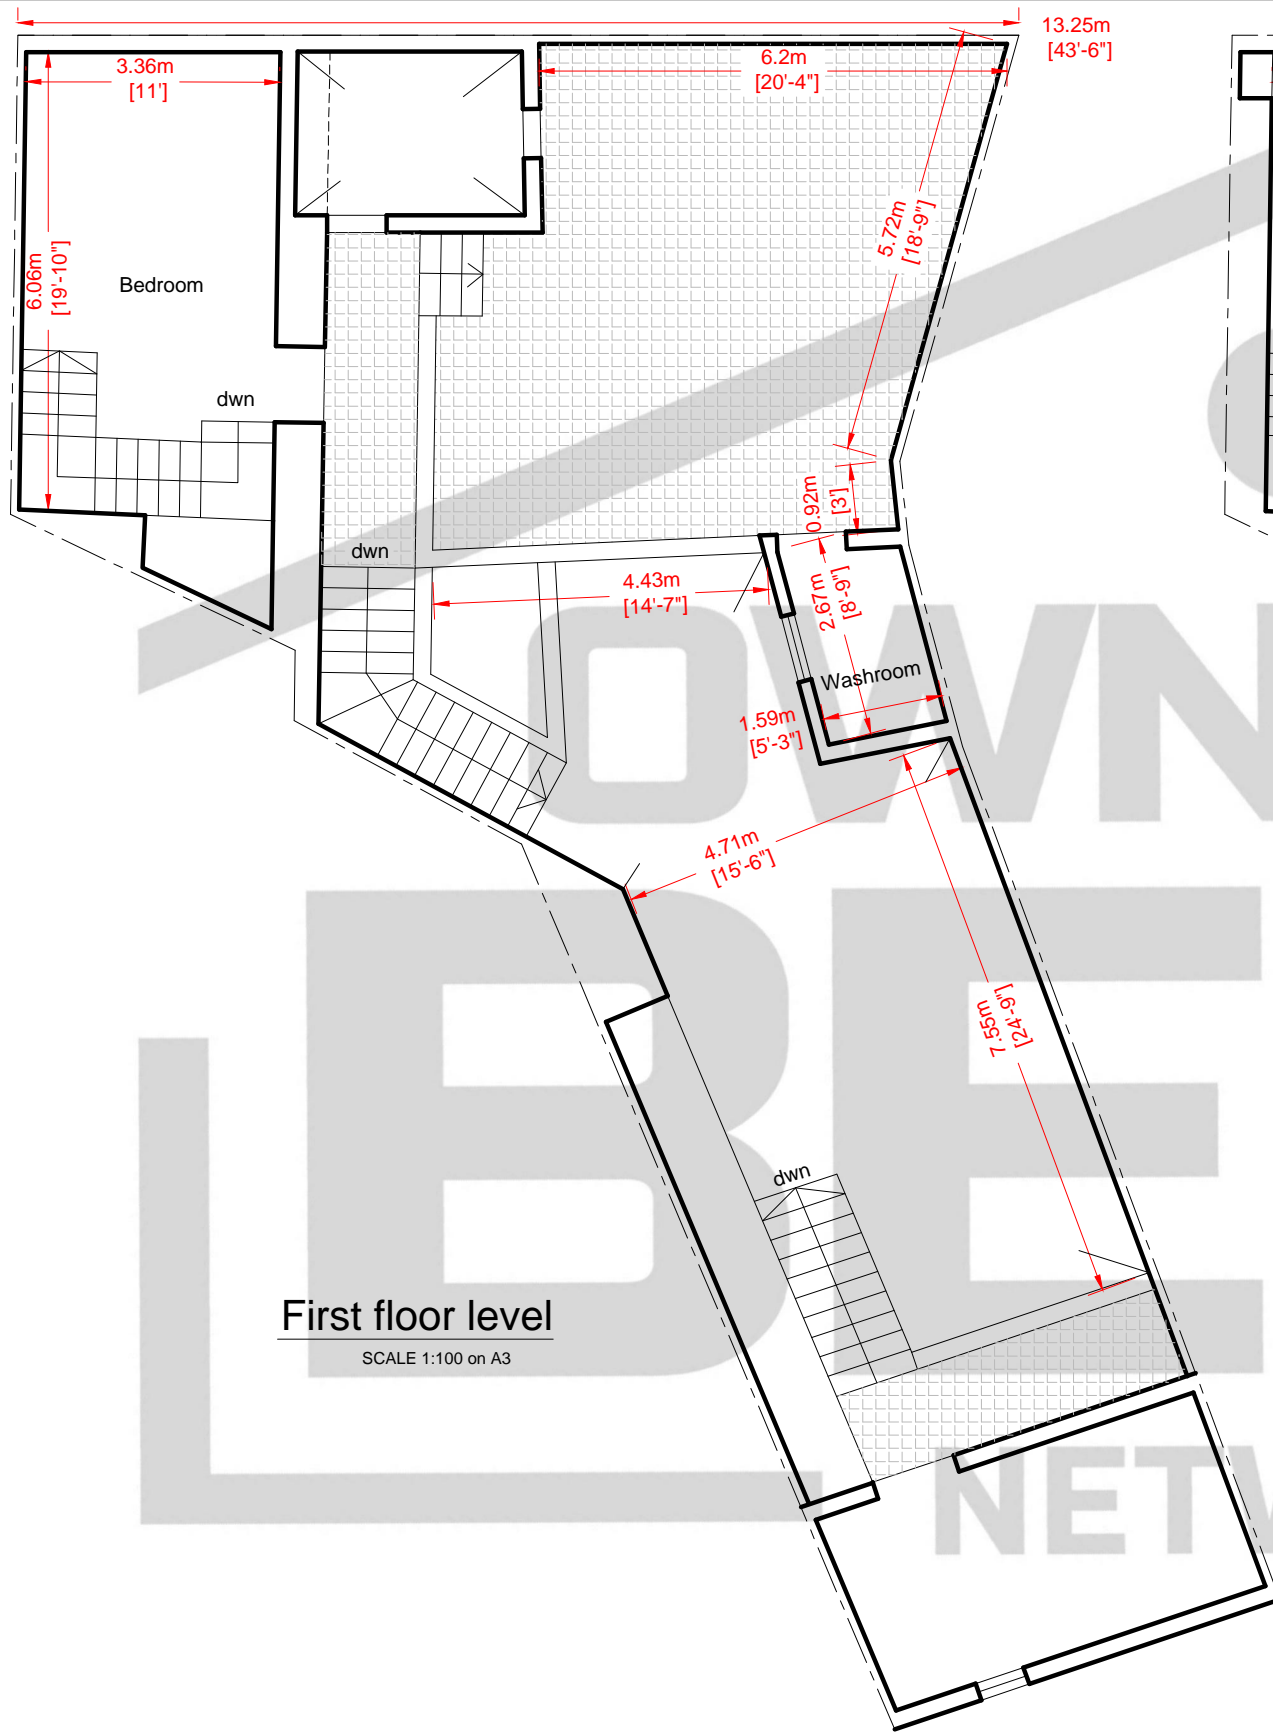 13.25m
[43'-6"]
3.36m
[11']
6.2m
[20'-4"]
5.72m
[18'-9"]
6.06m
[19'-10"]
Bedroom
dwn
0.92m
[3']
dwn
4.43m
[14'-7"]
2.67m
[8'-9"]
Washroom
1.59m
[5'-3"]
4.71m
[15'-6"]
7.55m
[24'-9"]
dwn
First floor level
SCALE 1:100 on A3
OWN
BE